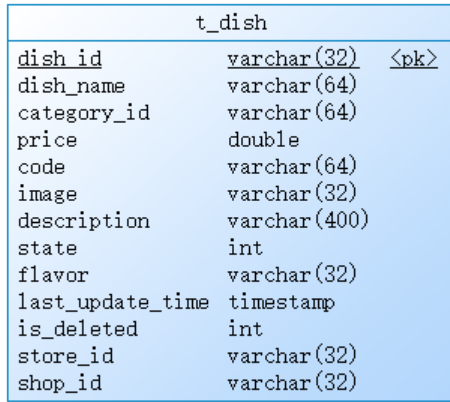 t_dish
dish_id varchar(32) <pk>
dish_name varchar(64)
category_id varchar(64)
price double
code varchar(64)
image varchar(32)
description varchar(400)
state int
flavor varchar(32)
last_update_time timestamp
is_deleted int
store_id varchar(32)
shop_id varchar(32)